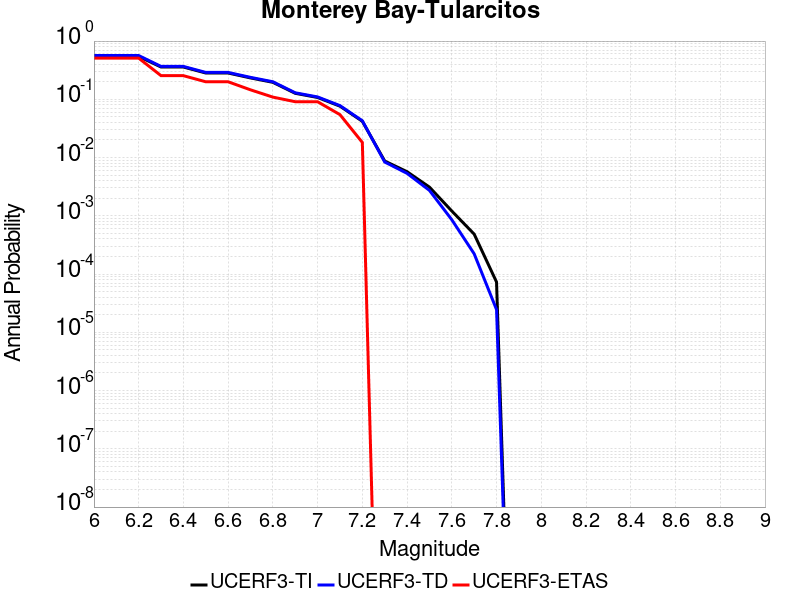 Monterey Bay-Tularcitos
10^0
10^-1
10^-2
10^-3
10^-4
10^-5
10^-6
10^-7
10^-8
Annual Probability
6 6.2 6.4 6.6 6.8 7 7.2 7.4 7.6 7.8 8 8.2 8.4 8.6 8.8 9
Magnitude
UCERF3-TI UCERF3-TD UCERF3-ETAS